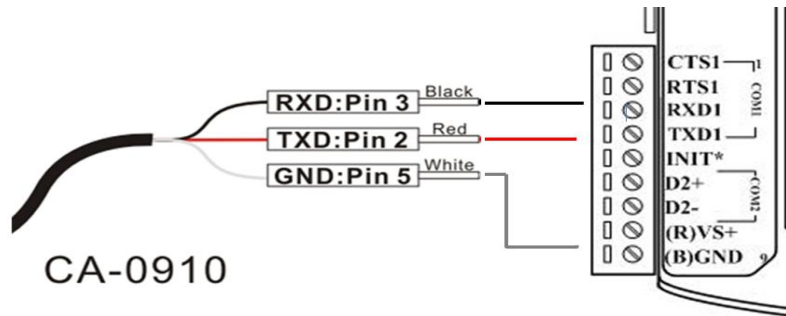 RXD:Pin 3
Black
TXD:Pin 2
Red
GND:Pin 5
White
CA-0910
CTS1
1
RTS1
RXD1
TXD1
COM1
INIT*
D2+
D2-
COM2
(R)VS+
(B)GND
9